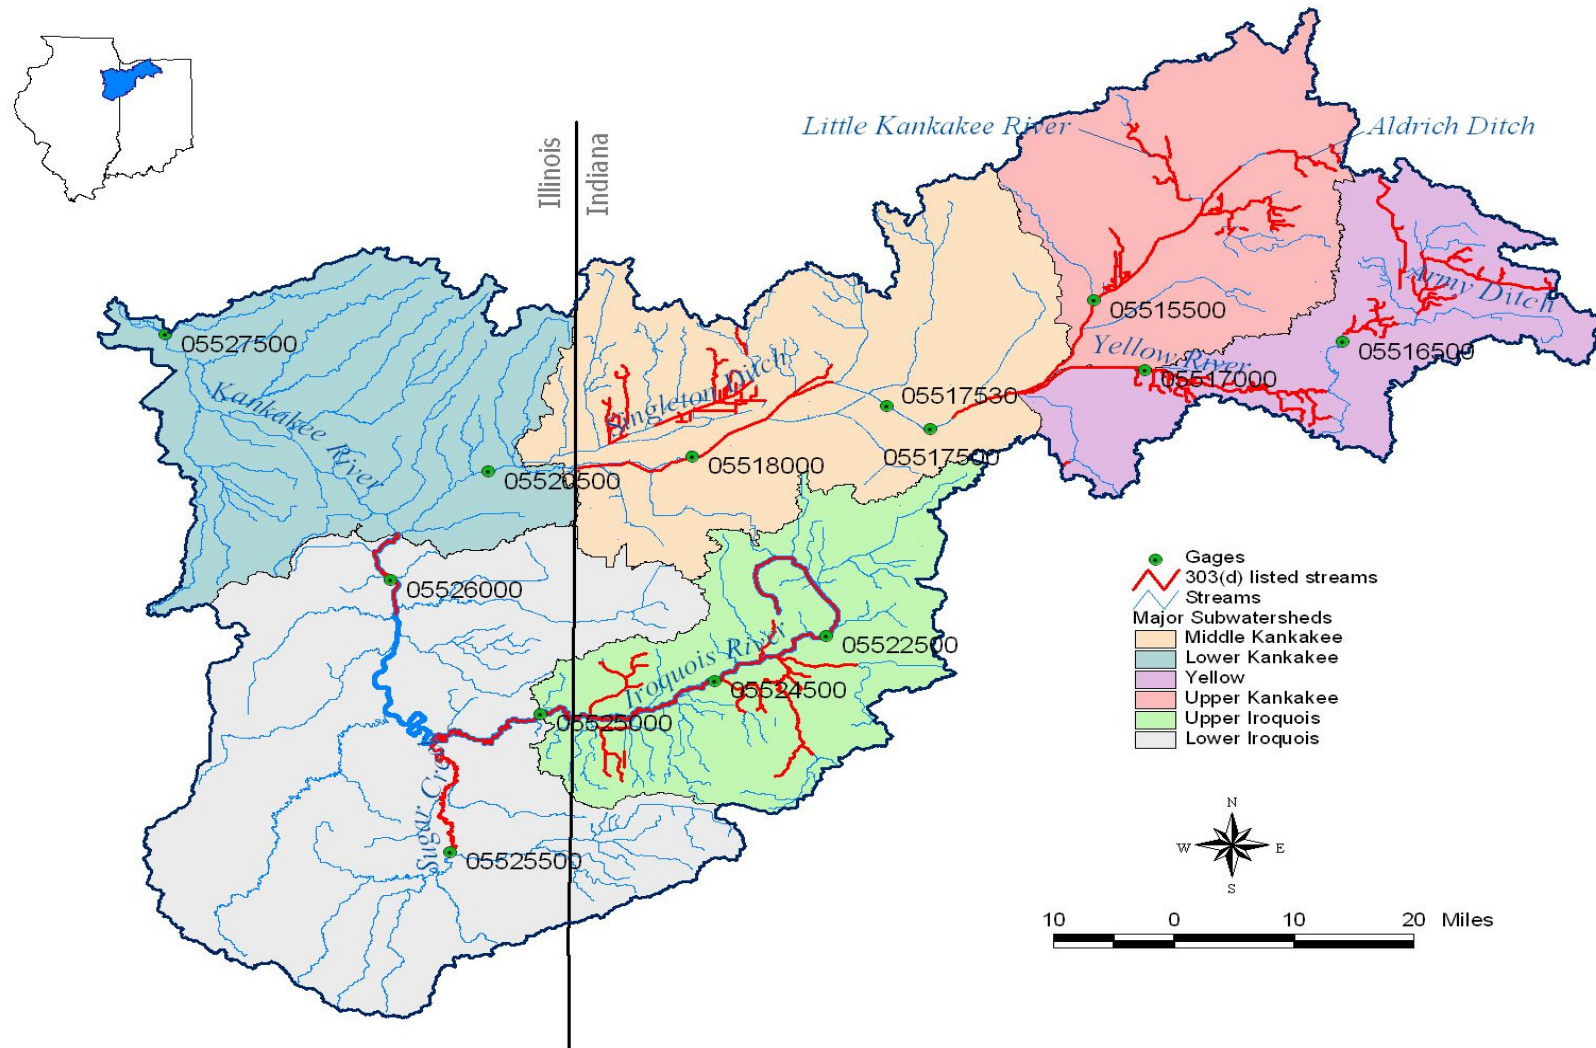 Little Kankakee River
Aldrich Ditch
Illinois
Indiana
Army Ditch
05515500
05527500
Yellow River
05516500
05517000
Kankakee River
Singleton Ditch
05517530
05517500
05518000
05520500
05526000
Iroquois River
05522500
05524500
05525000
Sugar Cre
05525500
Gages
303(d) listed streams
Streams
Major Subwatersheds
Middle Kankakee
Lower Kankakee
Yellow
Upper Kankakee
Upper Iroquois
Lower Iroquois
N
W
E
S
10 0 10 20 Miles